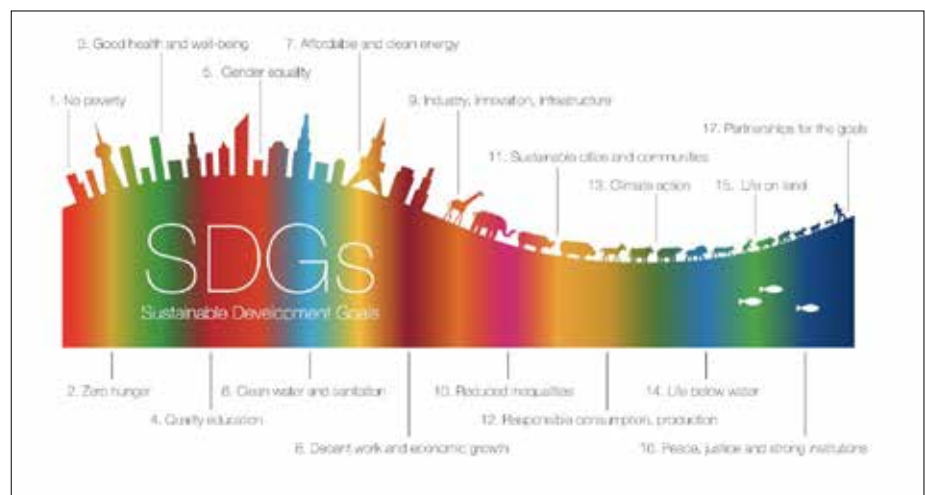 3. Good health and well-being
7. Affordable and clean energy
5. Gender equality
1. No poverty
9. Industry, innovation, infrastructure
17. Partnerships for the goals
11. Sustainable cities and communities
13. Climate action
15. Life on land
SDGs
Sustainable Development Goals
2. Zero hunger
6. Clean water and sanitation
10. Reduced inequalities
14. Life below water
4. Quality education
12. Responsible consumption, production
8. Decent work and economic growth
16. Peace, justice and strong institutions